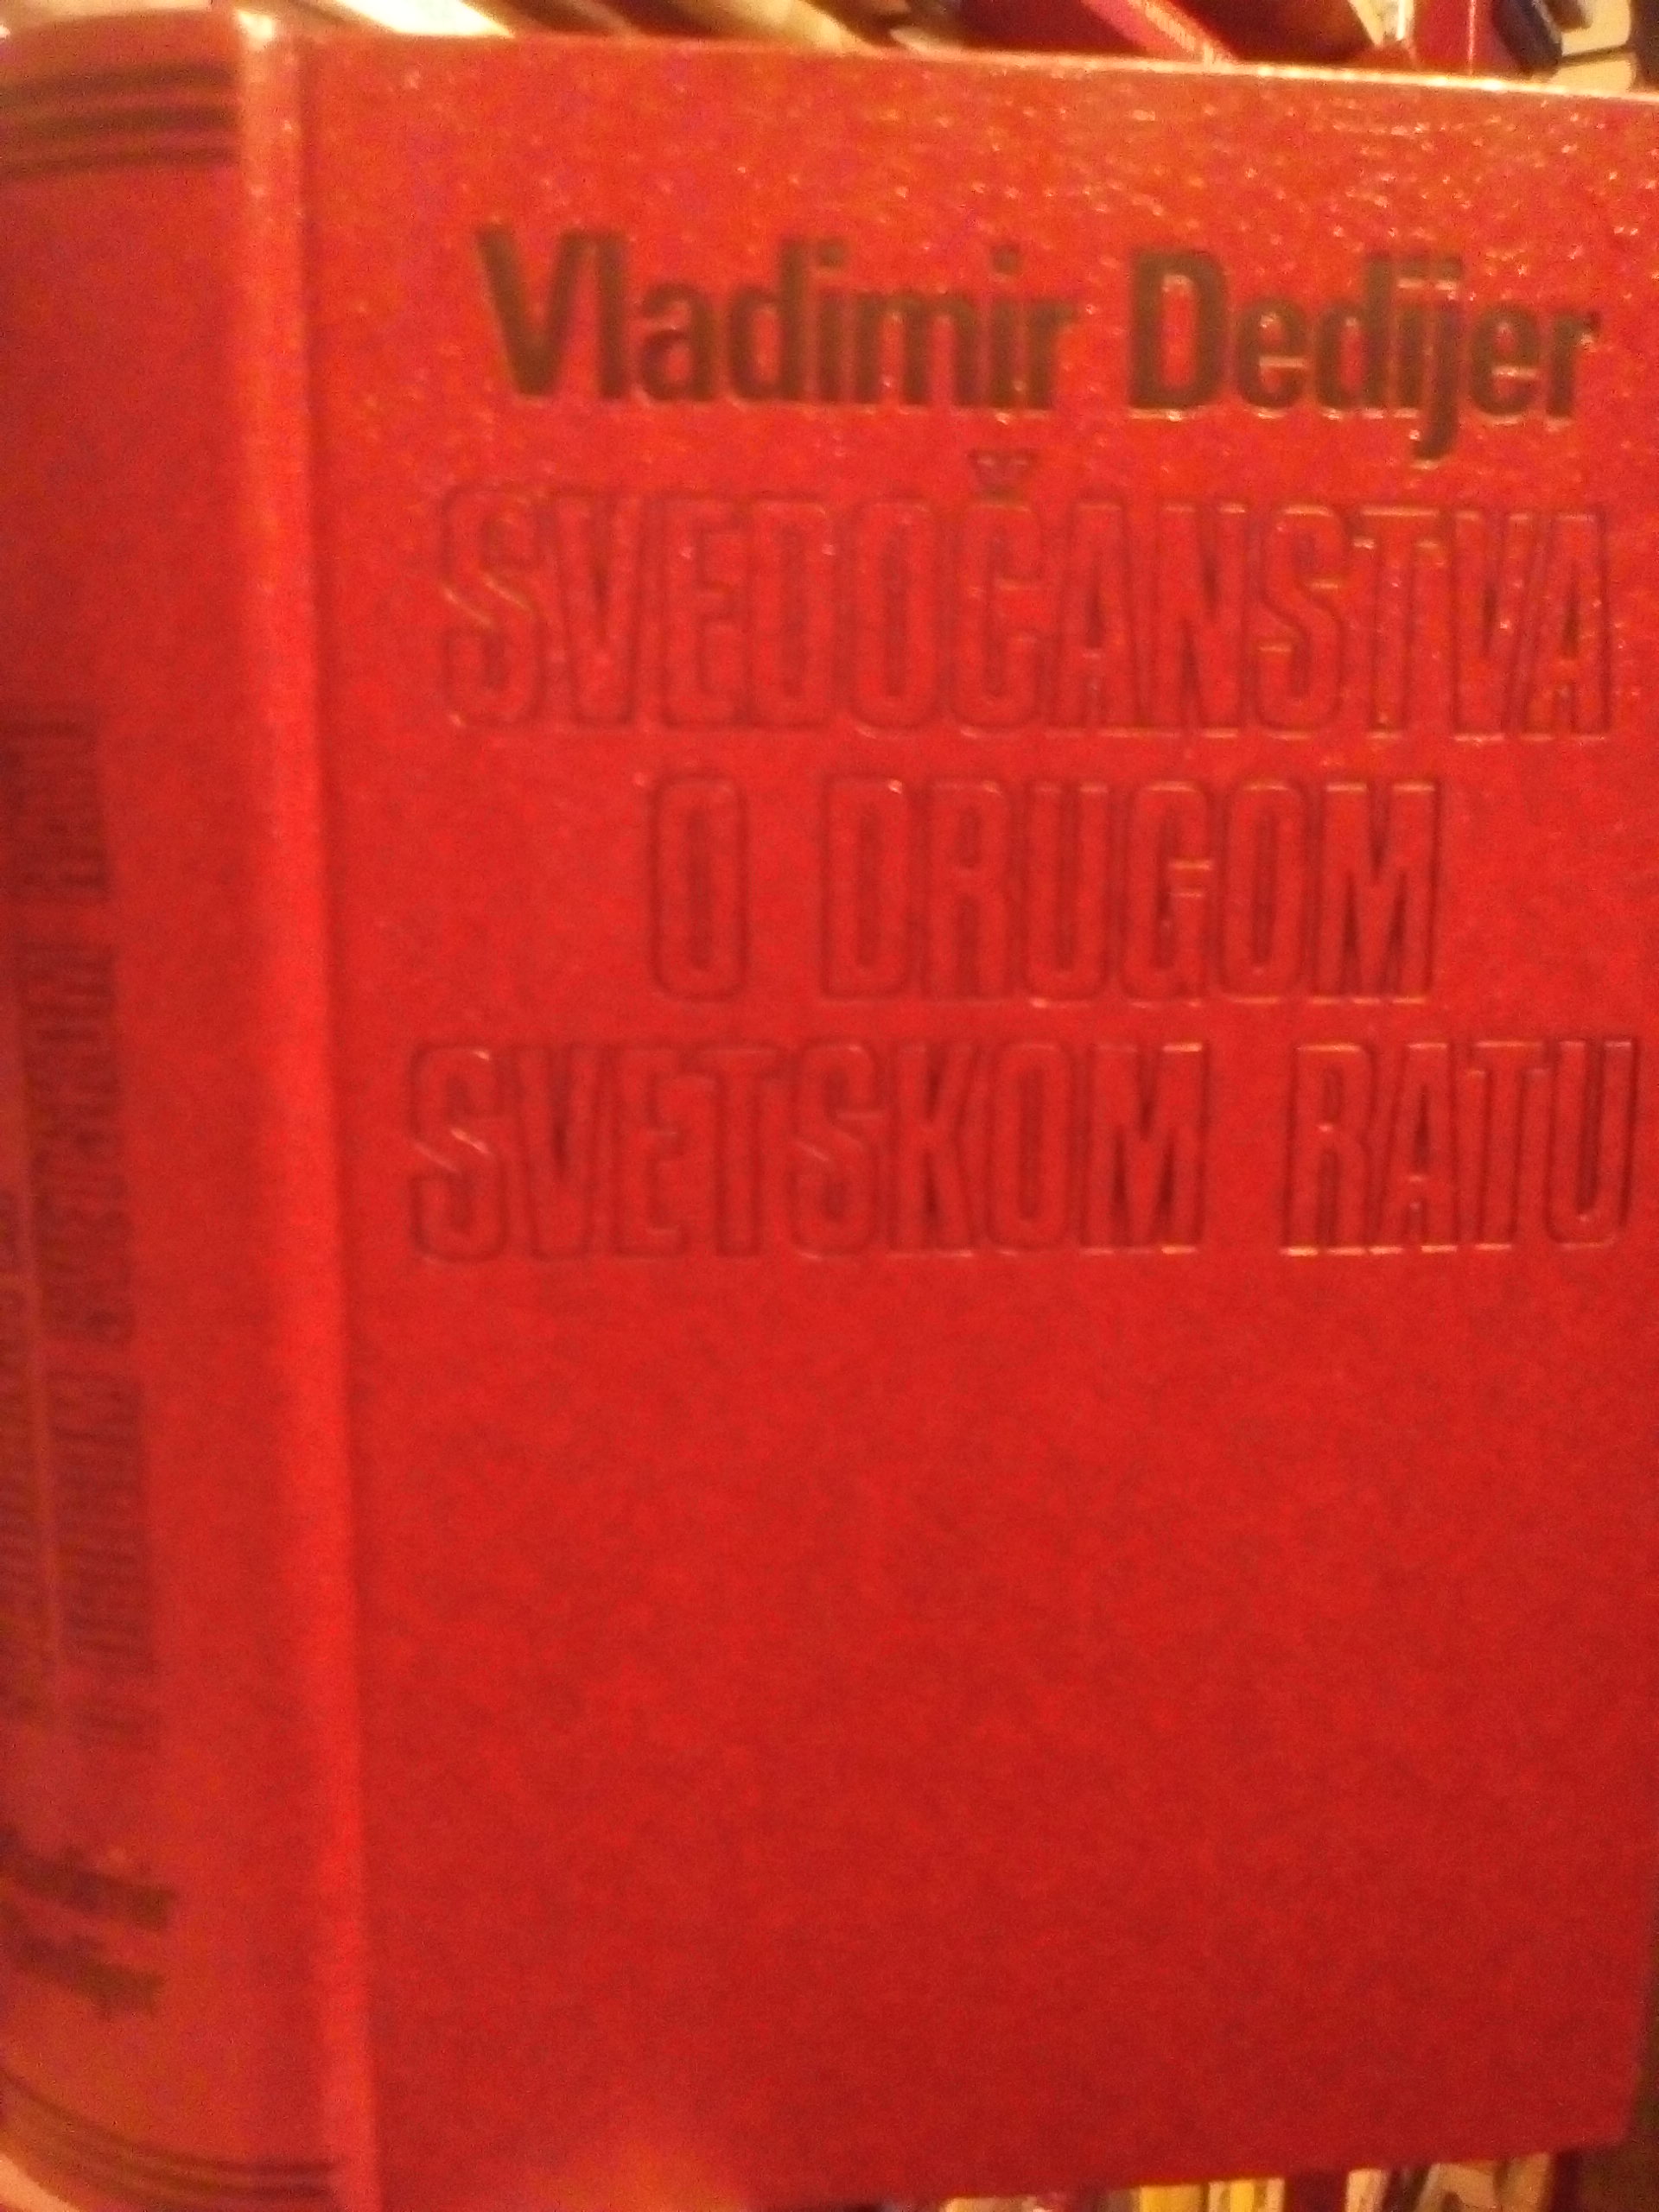 Vladimir Dedijer
SVEDOČANSTVA
O DRUGOM
SVETSKOM RATU